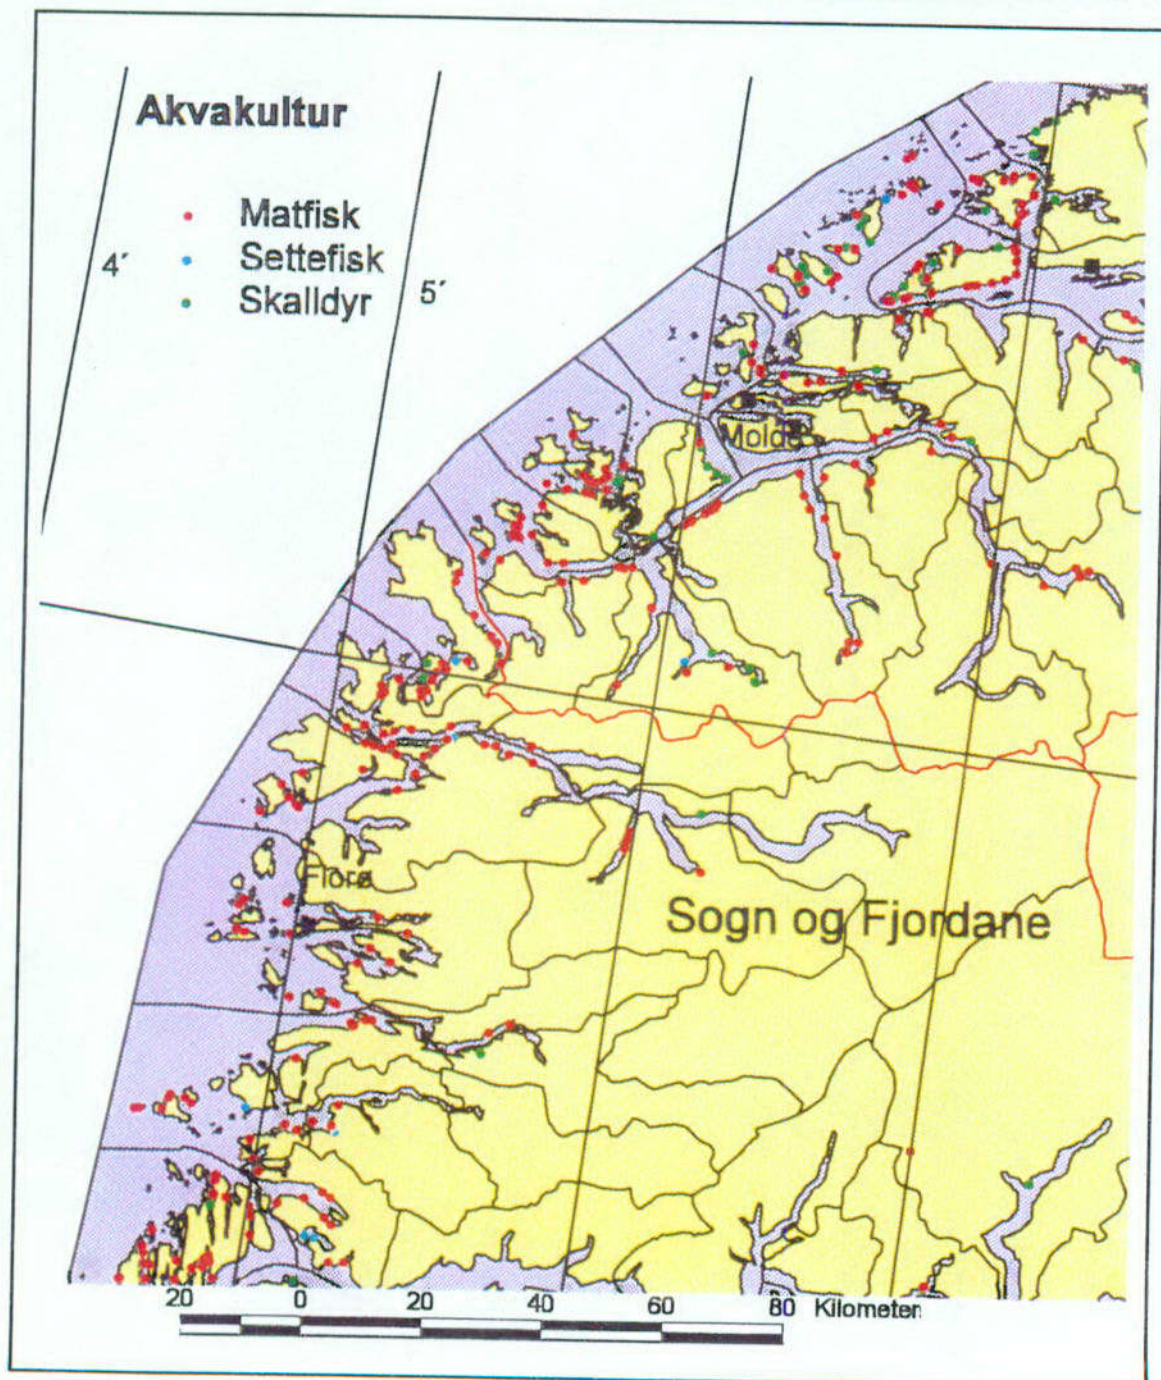 Akvakultur
Matfisk
Settefisk
Skalldyr
4´
5´
Molde
Florø
Sogn og Fjordane
20 0 20 40 60 80 Kilometer